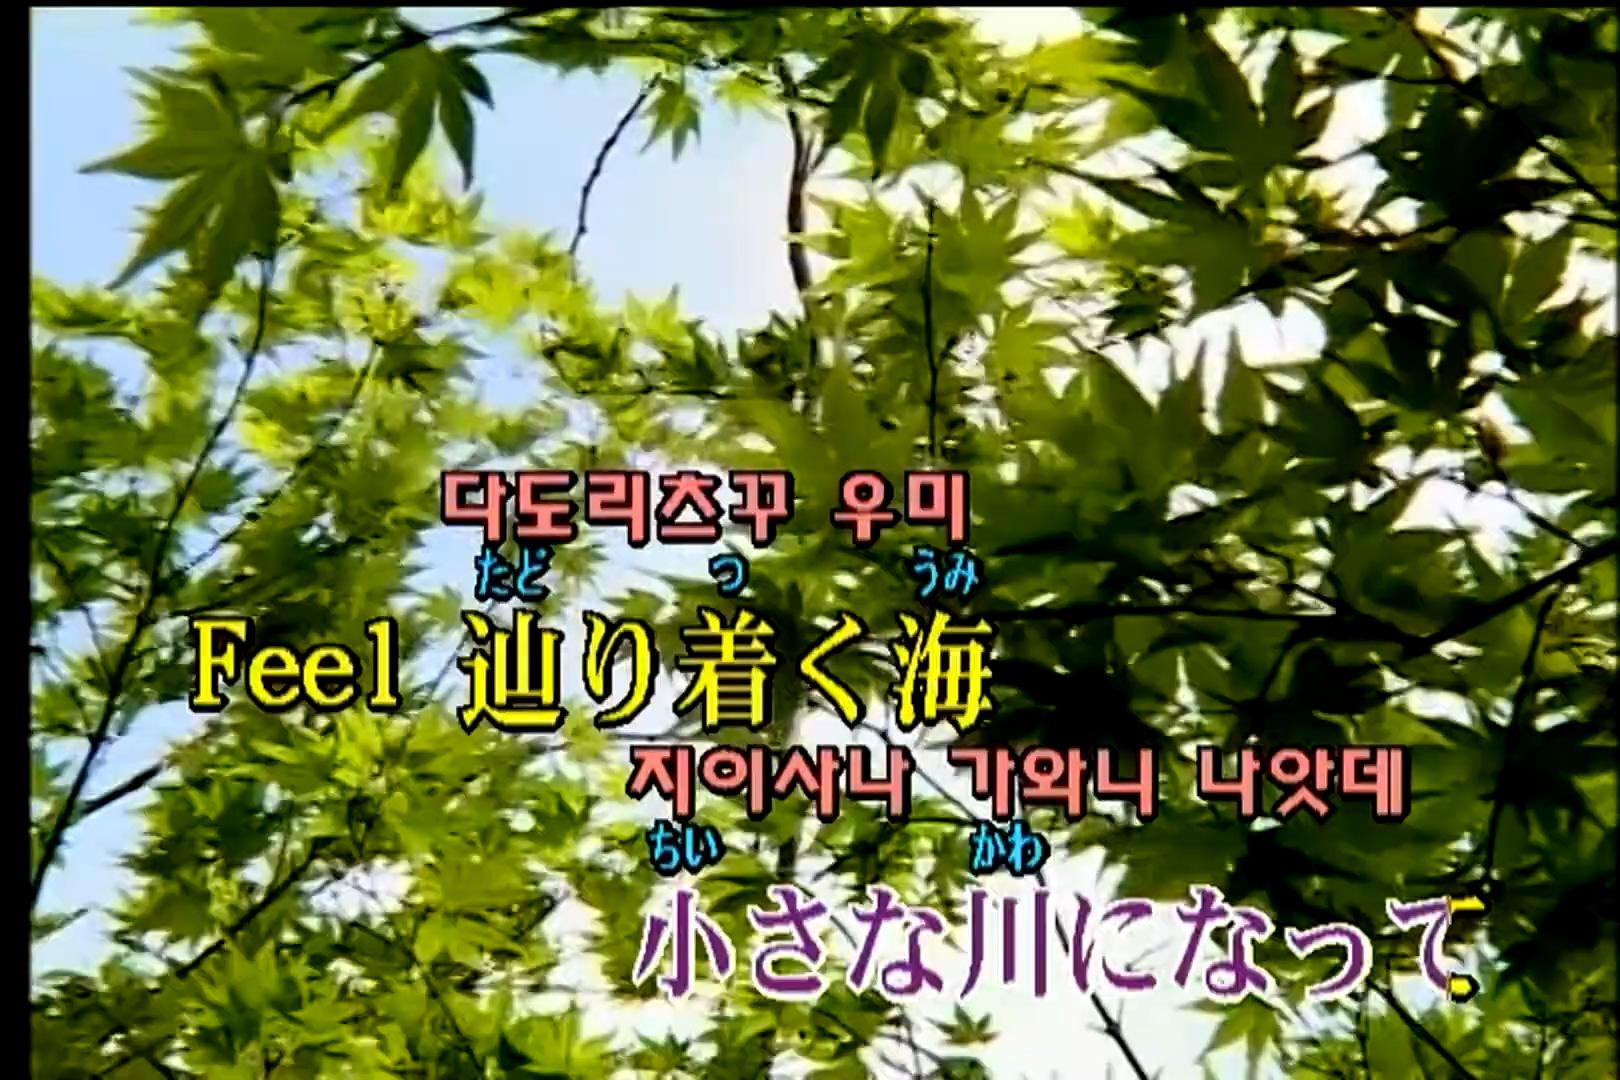 다도리츠꾸 우미
たど つ うみ
Feel 辿り着く海
지이사나 가와니 나앗데
ちい かわ
小さな川になって